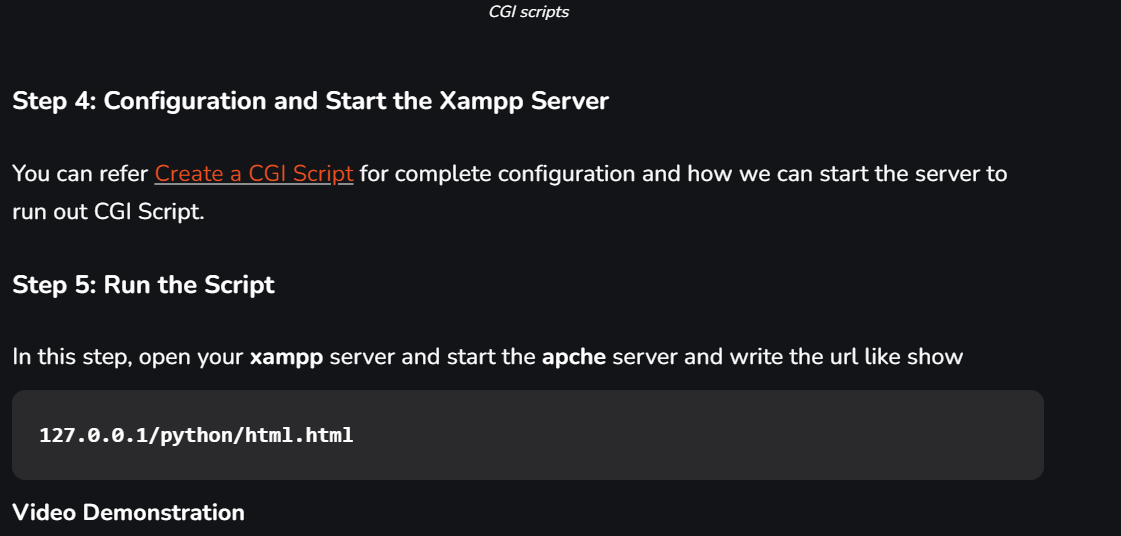 CGI scripts
Step 4: Configuration and Start the Xampp Server
You can refer Create a CGI Script for complete configuration and how we can start the server to
run out CGI Script.
Step 5: Run the Script
In this step, open your xampp server and start the apche server and write the url like show
127.0.0.1/python/html.html
Video Demonstration